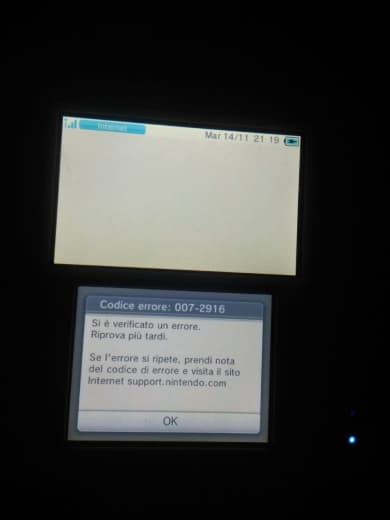 Internet
Mar 14/11 21 19
Codice errore: 007-2916
Si è verificato un errore.
Riprova più tardi.
Se l'errore si ripete, prendi nota
del codice di errore e visita il sito
Internet support.nintendo.com
OK